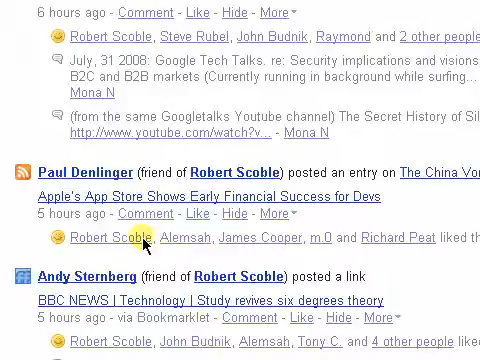 6 hours ago - Comment - Like - Hide - More
Robert Scoble, Steve Rubel, John Budnik, Raymond and 2 other people
July, 31 2008: Google Tech Talks. re: Security implications and visions
B2C and B2B markets (Currently running in background while surfing...
Mona N
(from the same Googletalks Youtube channel) The Secret History of Sil
http://www.youtube.com/watch?v... - Mona N
Paul Denlinger (friend of Robert Scoble) posted an entry on The China Vo
Apple's App Store Shows Early Financial Success for Devs
5 hours ago - Comment - Like - Hide - More
Robert Scoble, Alemsah, James Cooper, m.0 and Richard Peat liked th
Andy Sternberg (friend of Robert Scoble) posted a link
BBC NEWS | Technology | Study revives six degrees theory
5 hours ago - via Bookmarklet - Comment - Like - Hide - More
Robert Scoble, John Budnik, Alemsah, Tony C. and 4 other people like